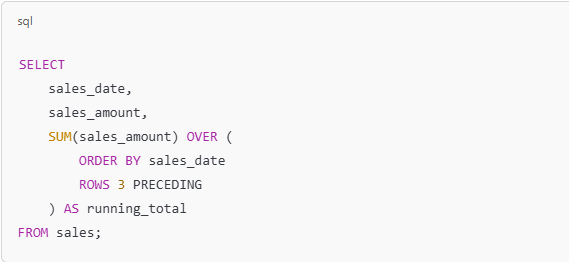 sql
SELECT
    sales_date,
    sales_amount,
    SUM(sales_amount) OVER (
        ORDER BY sales_date
        ROWS 3 PRECEDING
    ) AS running_total
FROM sales;